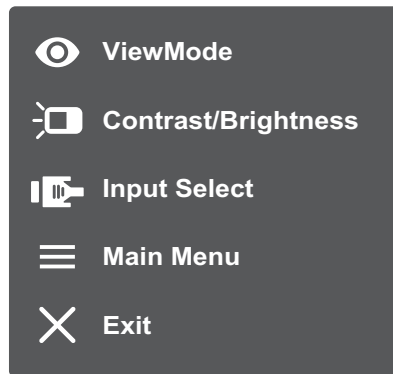 ViewMode
Contrast/Brightness
Input Select
Main Menu
Exit